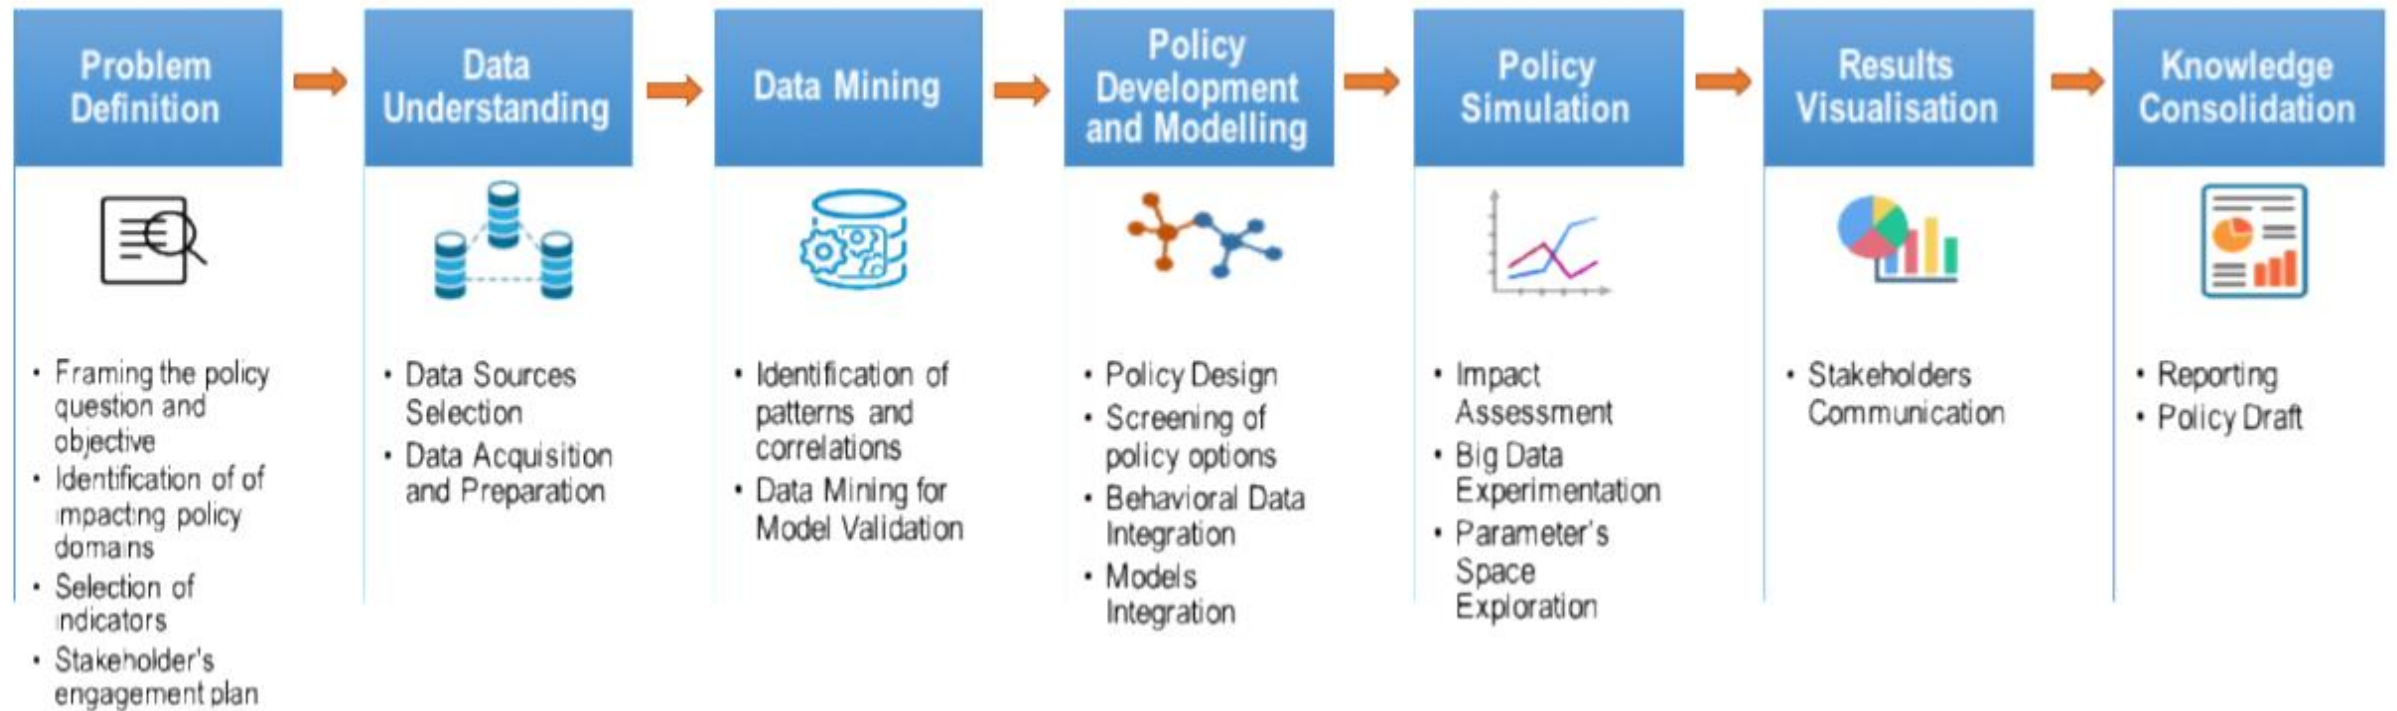 Problem
Definition
Data
Understanding
Data Mining
Policy
Development
and Modelling
Policy
Simulation
Results
Visualisation
Knowledge
Consolidation
• Framing the policy
question and
objective
• Identification of of
impacting policy
domains
• Selection of
indicators
• Stakeholder's
engagement plan
• Data Sources
Selection
• Data Acquisition
and Preparation
• Identification of
patterns and
correlations
• Data Mining for
Model Validation
• Policy Design
• Screening of
policy options
• Behavioral Data
Integration
• Models
Integration
• Impact
Assessment
• Big Data
Experimentation
• Parameter's
Space
Exploration
• Stakeholders
Communication
• Reporting
• Policy Draft